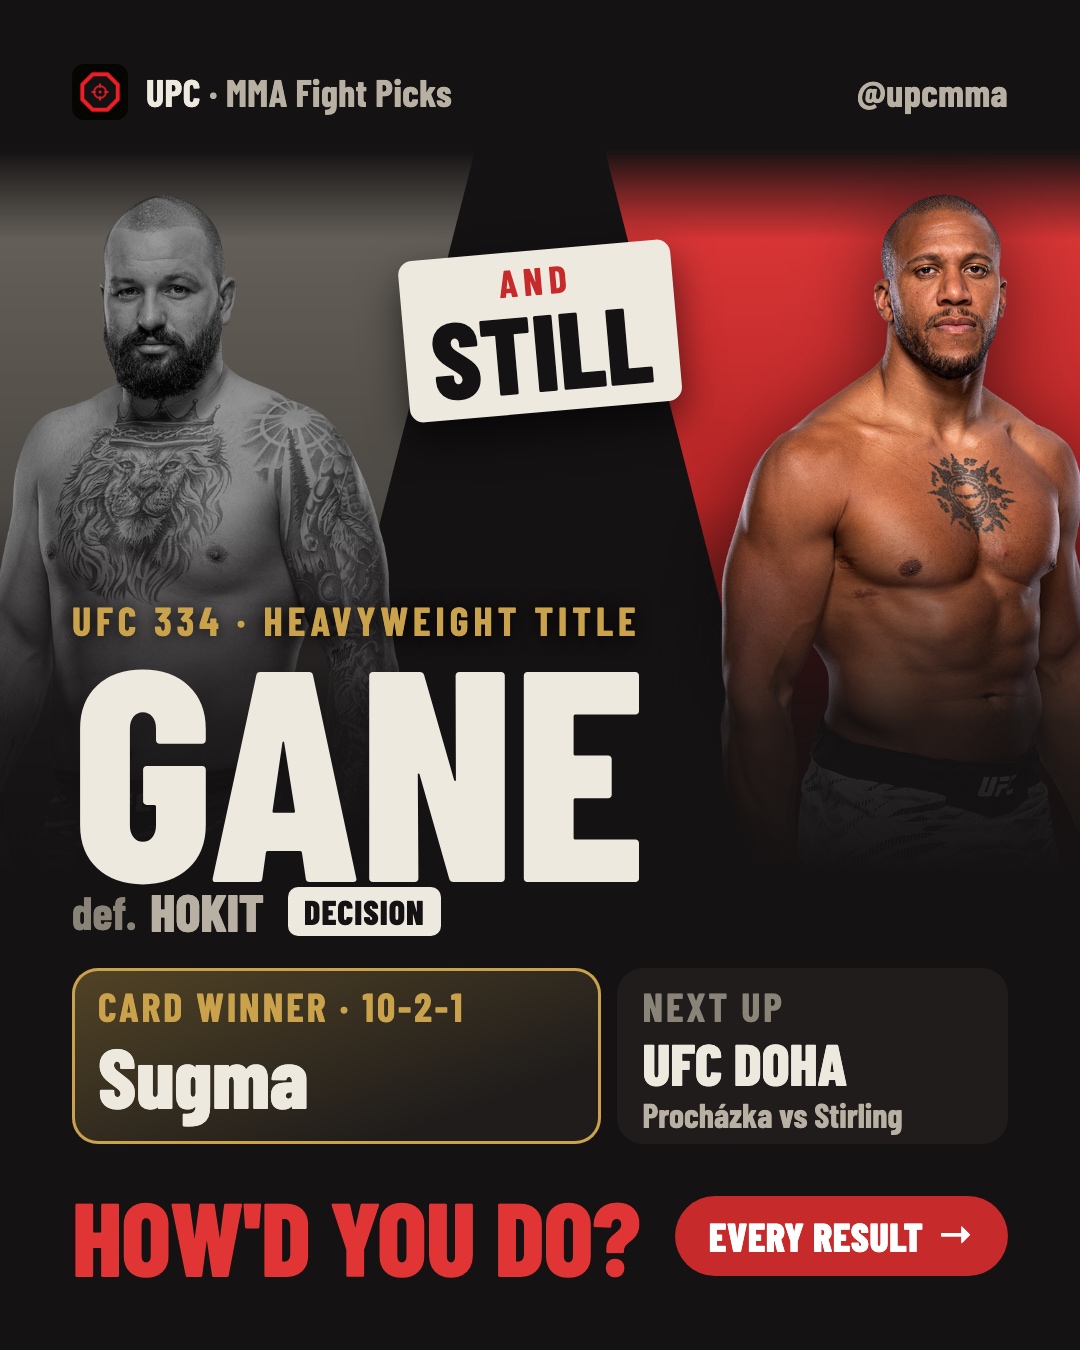 UPC · MMA Fight Picks
@upcmma
AND
STILL
UFC 334 · HEAVYWEIGHT TITLE
GANE
def. HOKIT DECISION
CARD WINNER · 10-2-1
Sugma
NEXT UP
UFC DOHA
Procházka vs Stirling
HOW'D YOU DO?
EVERY RESULT →
UFC